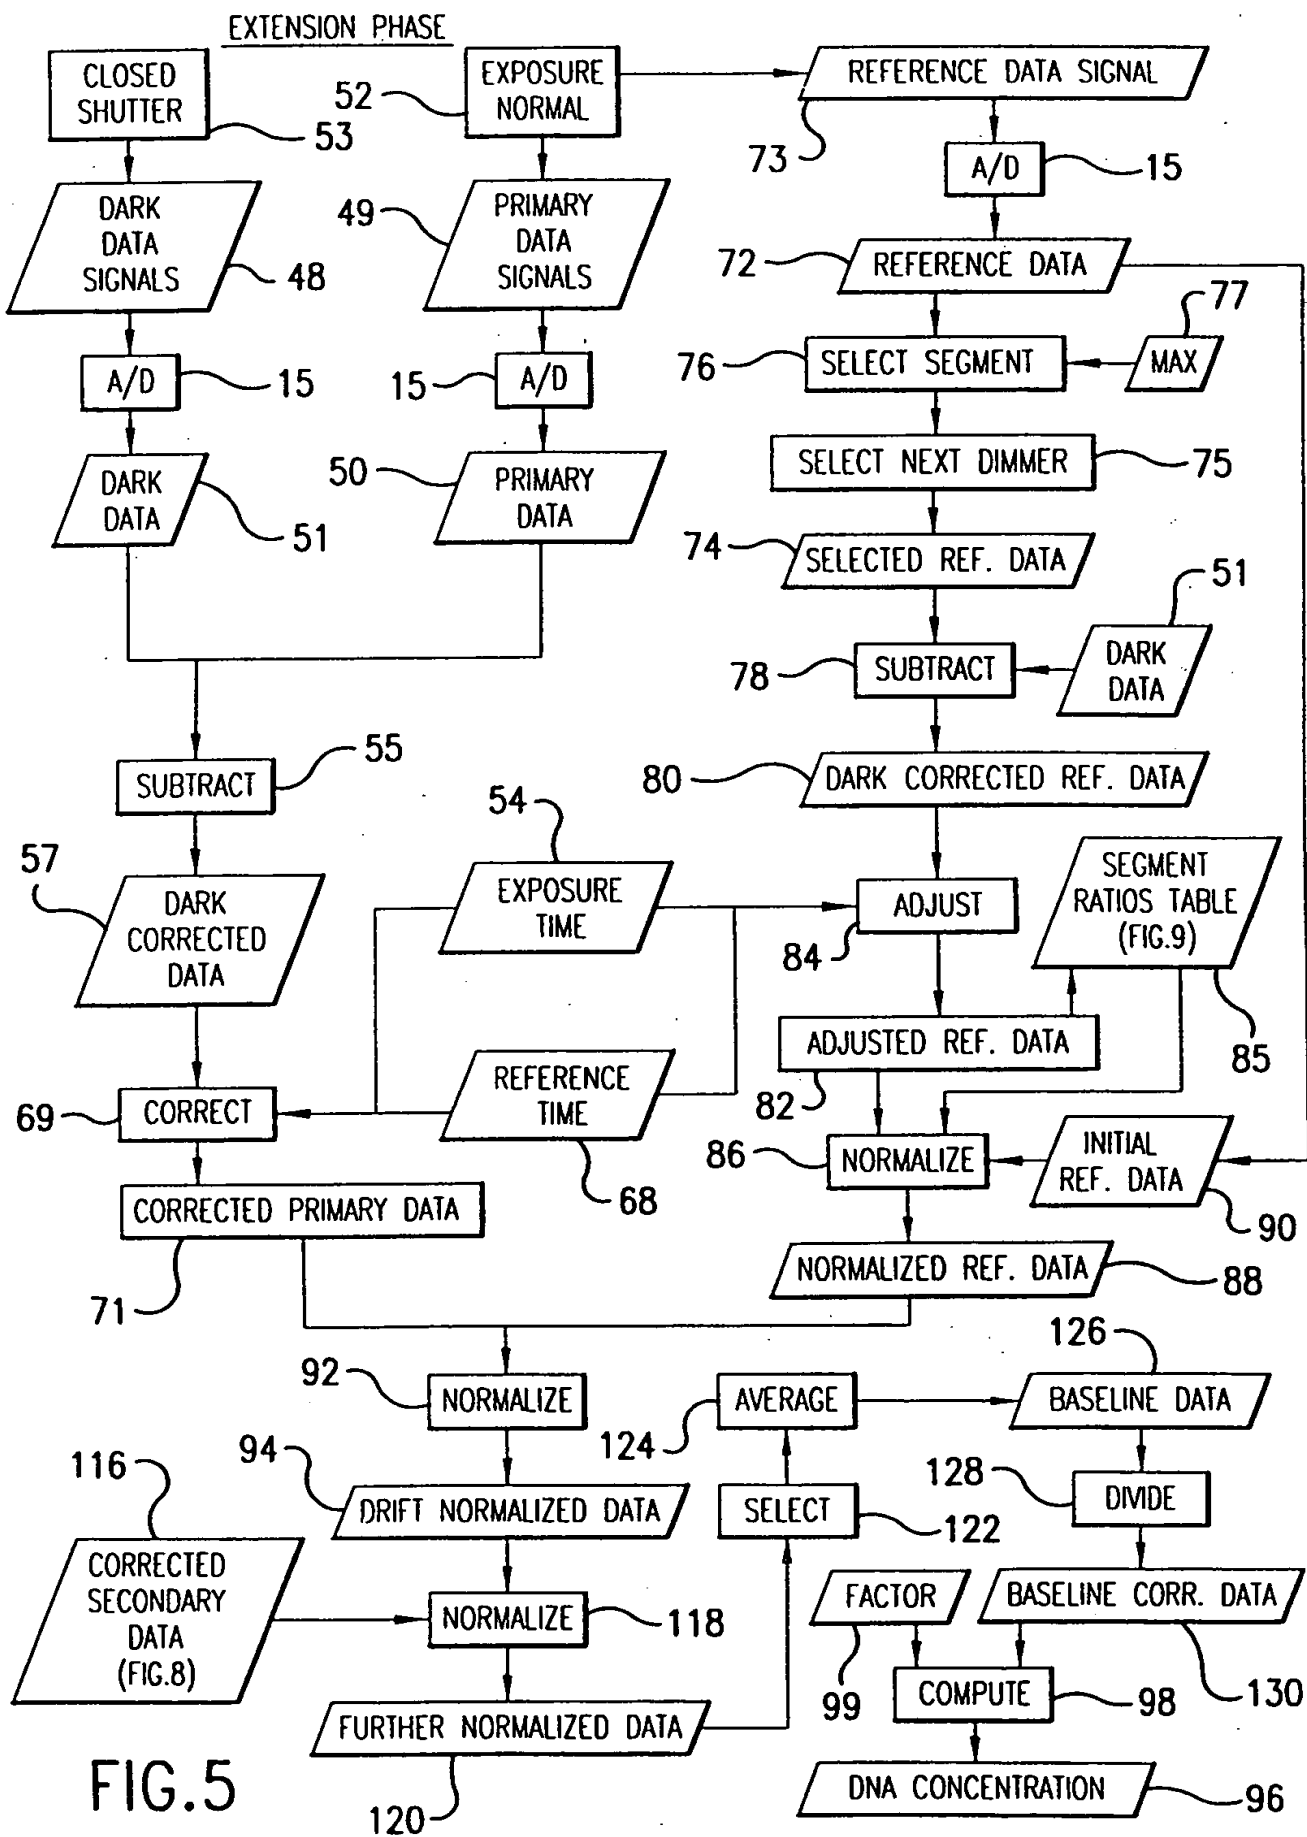 EXTENSION PHASE
CLOSED
SHUTTER
53
52
EXPOSURE
NORMAL
REFERENCE DATA SIGNAL
73
A/D
15
DARK
DATA
SIGNALS
48
49
PRIMARY
DATA
SIGNALS
72
REFERENCE DATA
77
76
SELECT SEGMENT
MAX
A/D
15
15
A/D
SELECT NEXT DIMMER
75
DARK
DATA
51
50
PRIMARY
DATA
74
SELECTED REF. DATA
51
78
SUBTRACT
DARK
DATA
55
SUBTRACT
80
DARK CORRECTED REF. DATA
54
57
DARK
CORRECTED
DATA
EXPOSURE
TIME
ADJUST
84
SEGMENT
RATIOS TABLE
(FIG.9)
85
ADJUSTED REF. DATA
82
REFERENCE
TIME
68
69
CORRECT
86
NORMALIZE
INITIAL
REF. DATA
90
CORRECTED PRIMARY DATA
71
NORMALIZED REF. DATA
88
92
NORMALIZE
AVERAGE
124
126
BASELINE DATA
94
DRIFT NORMALIZED DATA
SELECT
122
128
DIVIDE
116
CORRECTED
SECONDARY
DATA
(FIG.8)
NORMALIZE
118
FACTOR
99
BASELINE CORR. DATA
130
COMPUTE
98
FURTHER NORMALIZED DATA
120
DNA CONCENTRATION
96
FIG.5